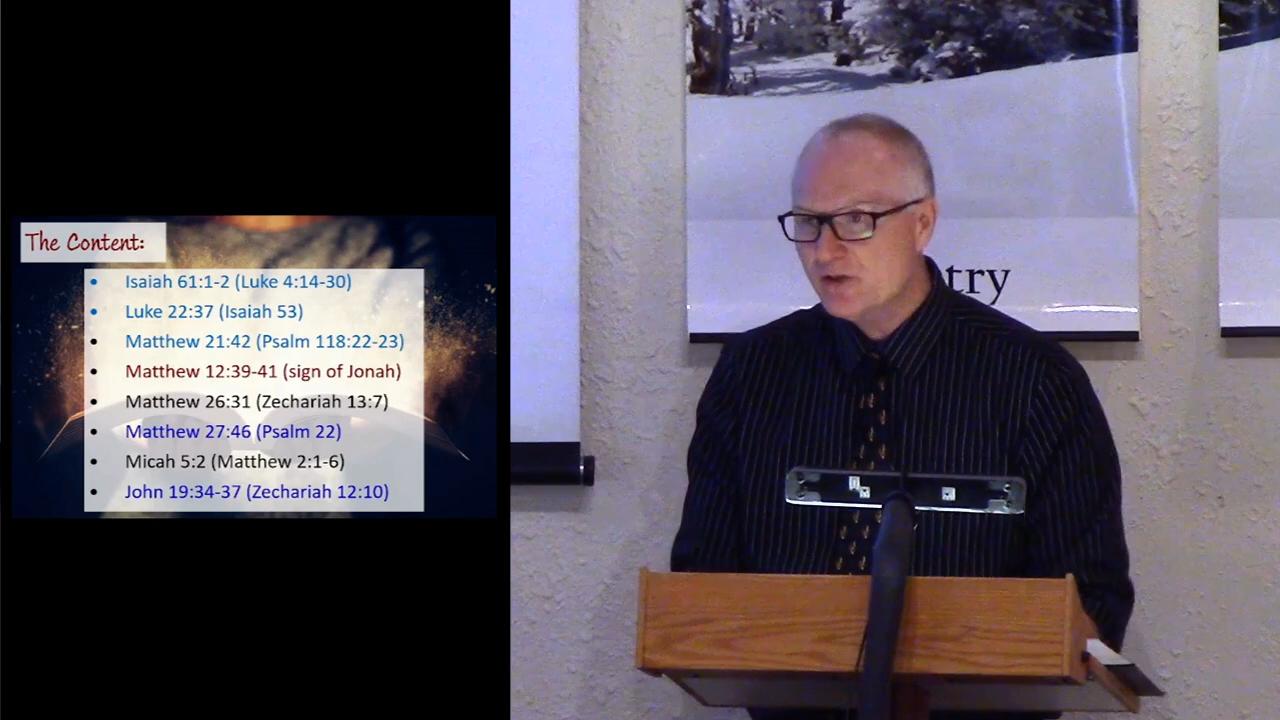 The Content:
• Isaiah 61:1-2 (Luke 4:14-30)
• Luke 22:37 (Isaiah 53)
• Matthew 21:42 (Psalm 118:22-23)
• Matthew 12:39-41 (sign of Jonah)
• Matthew 26:31 (Zechariah 13:7)
• Matthew 27:46 (Psalm 22)
• Micah 5:2 (Matthew 2:1-6)
• John 19:34-37 (Zechariah 12:10)
try